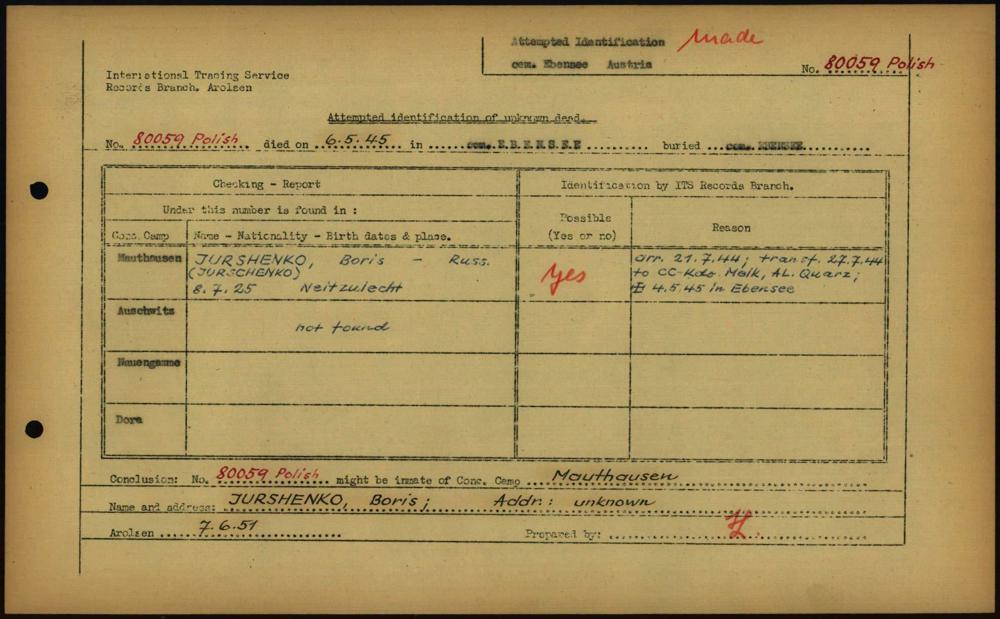 Attempted Identification made
cem. Ebensee Austria
No. 80059 Polish
International Tracing Service
Records Branch. Arolsen
Attempted identification of unknown dead.
No. 80059 Polish died on 6.5.45 in cem. E.B.E.N.S.E.E buried cem. EBENSEE
Checking - Report
Identification by ITS Records Branch.
Under this number is found in :
Possible
(Yes or no)
Reason
Conc. Camp
Name - Nationality - Birth dates & place.
Mauthausen JURSHENKO, Boris - Russ. yes arr. 21.7.44; transf. 27.7.44
(JURSCHENKO) to CC-Kdo. Melk, AL. Quarz;
8.7.25 Neitzulecht 4.5.45 in Ebensee
Auschwitz
not found
Neuengamme
Dora
Conclusion: No. 80059 Polish might be inmate of Conc. Camp Mauthausen
Name and address: JURSHENKO, Boris; Addr.: unknown
Arolsen 7.6.51 Prepared by: